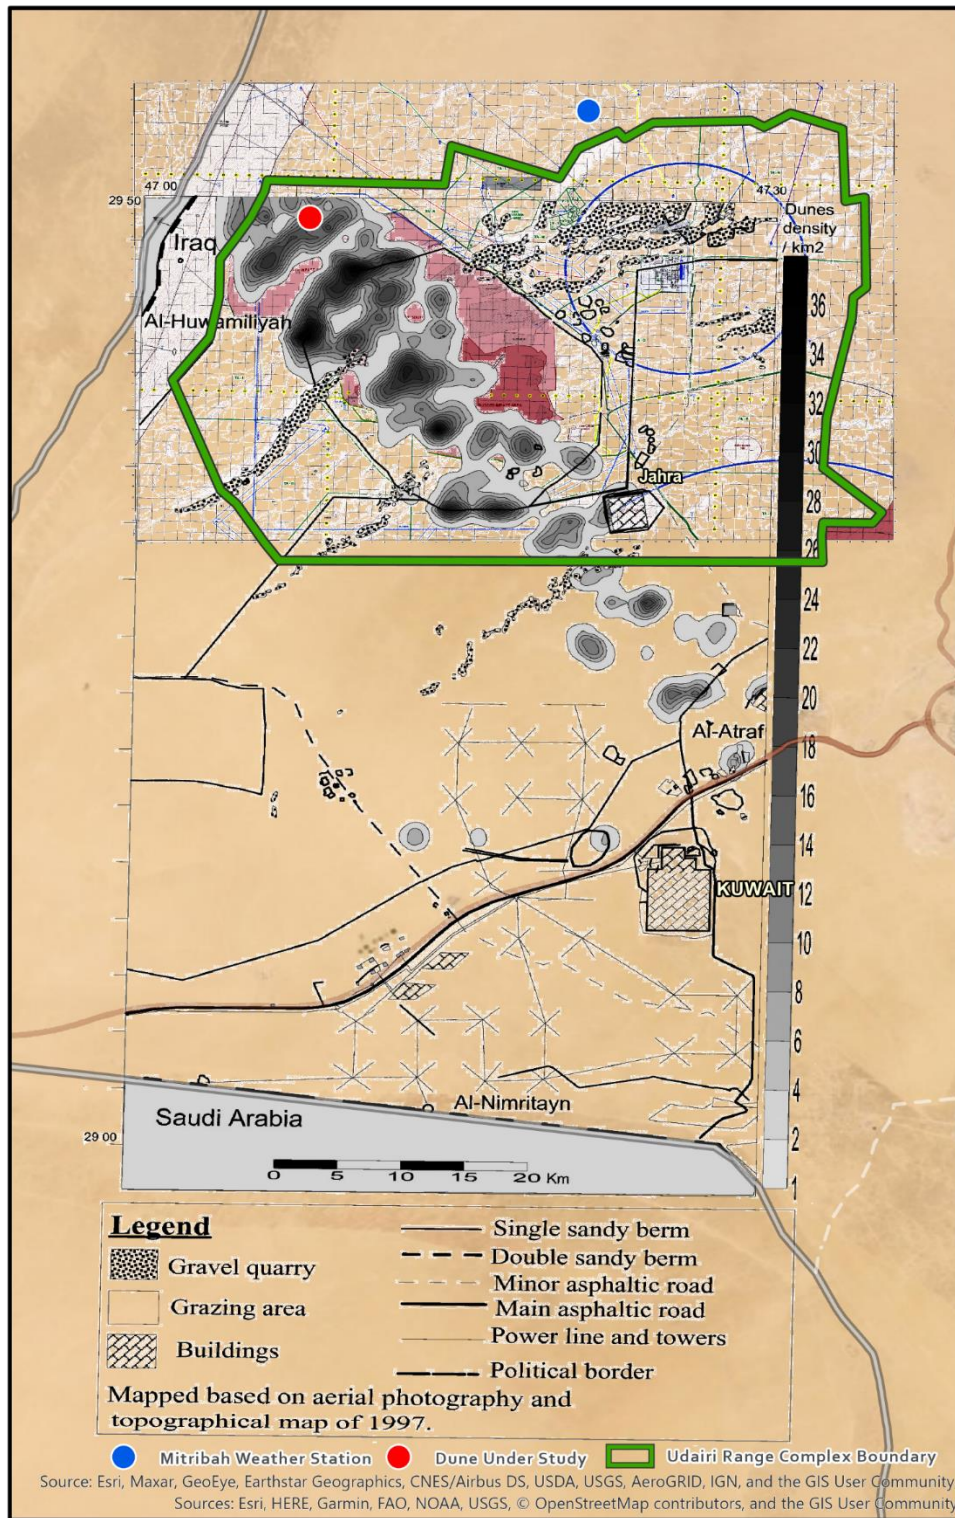 47 00
29 50
47 30
Dunes
density
/ km2
Iraq
Al-Huwamiliyah
36
34
32
30
28
26
24
22
20
18
16
14
12
10
8
6
4
2
1
Jahra
Al-Atraf
KUWAIT
Al-Nimritayn
Saudi Arabia
29 00
0 5 10 15 20 Km
Legend
Gravel quarry
Grazing area
Buildings
Single sandy berm
Double sandy berm
Minor asphaltic road
Main asphaltic road
Power line and towers
Political border
Mapped based on aerial photography and
topographical map of 1997.
Mitribah Weather Station Dune Under Study Udairi Range Complex Boundary
Source: Esri, Maxar, GeoEye, Earthstar Geographics, CNES/Airbus DS, USDA, USGS, AeroGRID, IGN, and the GIS User Community
Sources: Esri, HERE, Garmin, FAO, NOAA, USGS, © OpenStreetMap contributors, and the GIS User Community